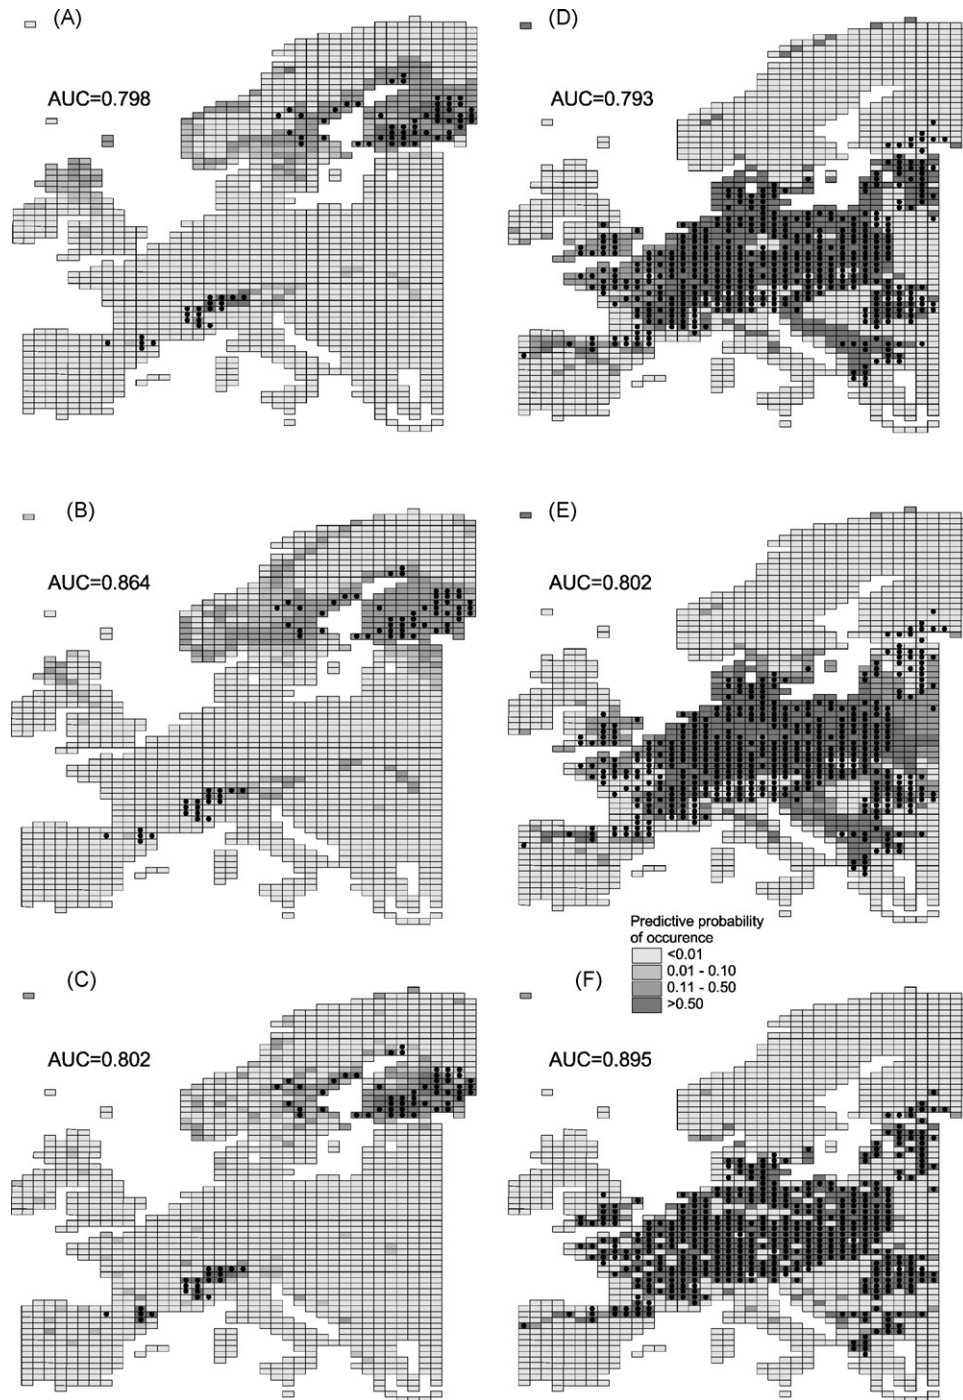 (A)
AUC=0.798
(D)
AUC=0.793
(B)
AUC=0.864
(E)
AUC=0.802
Predictive probability
of occurence
<0.01
0.01 - 0.10
0.11 - 0.50
>0.50
(C)
AUC=0.802
(F)
AUC=0.895